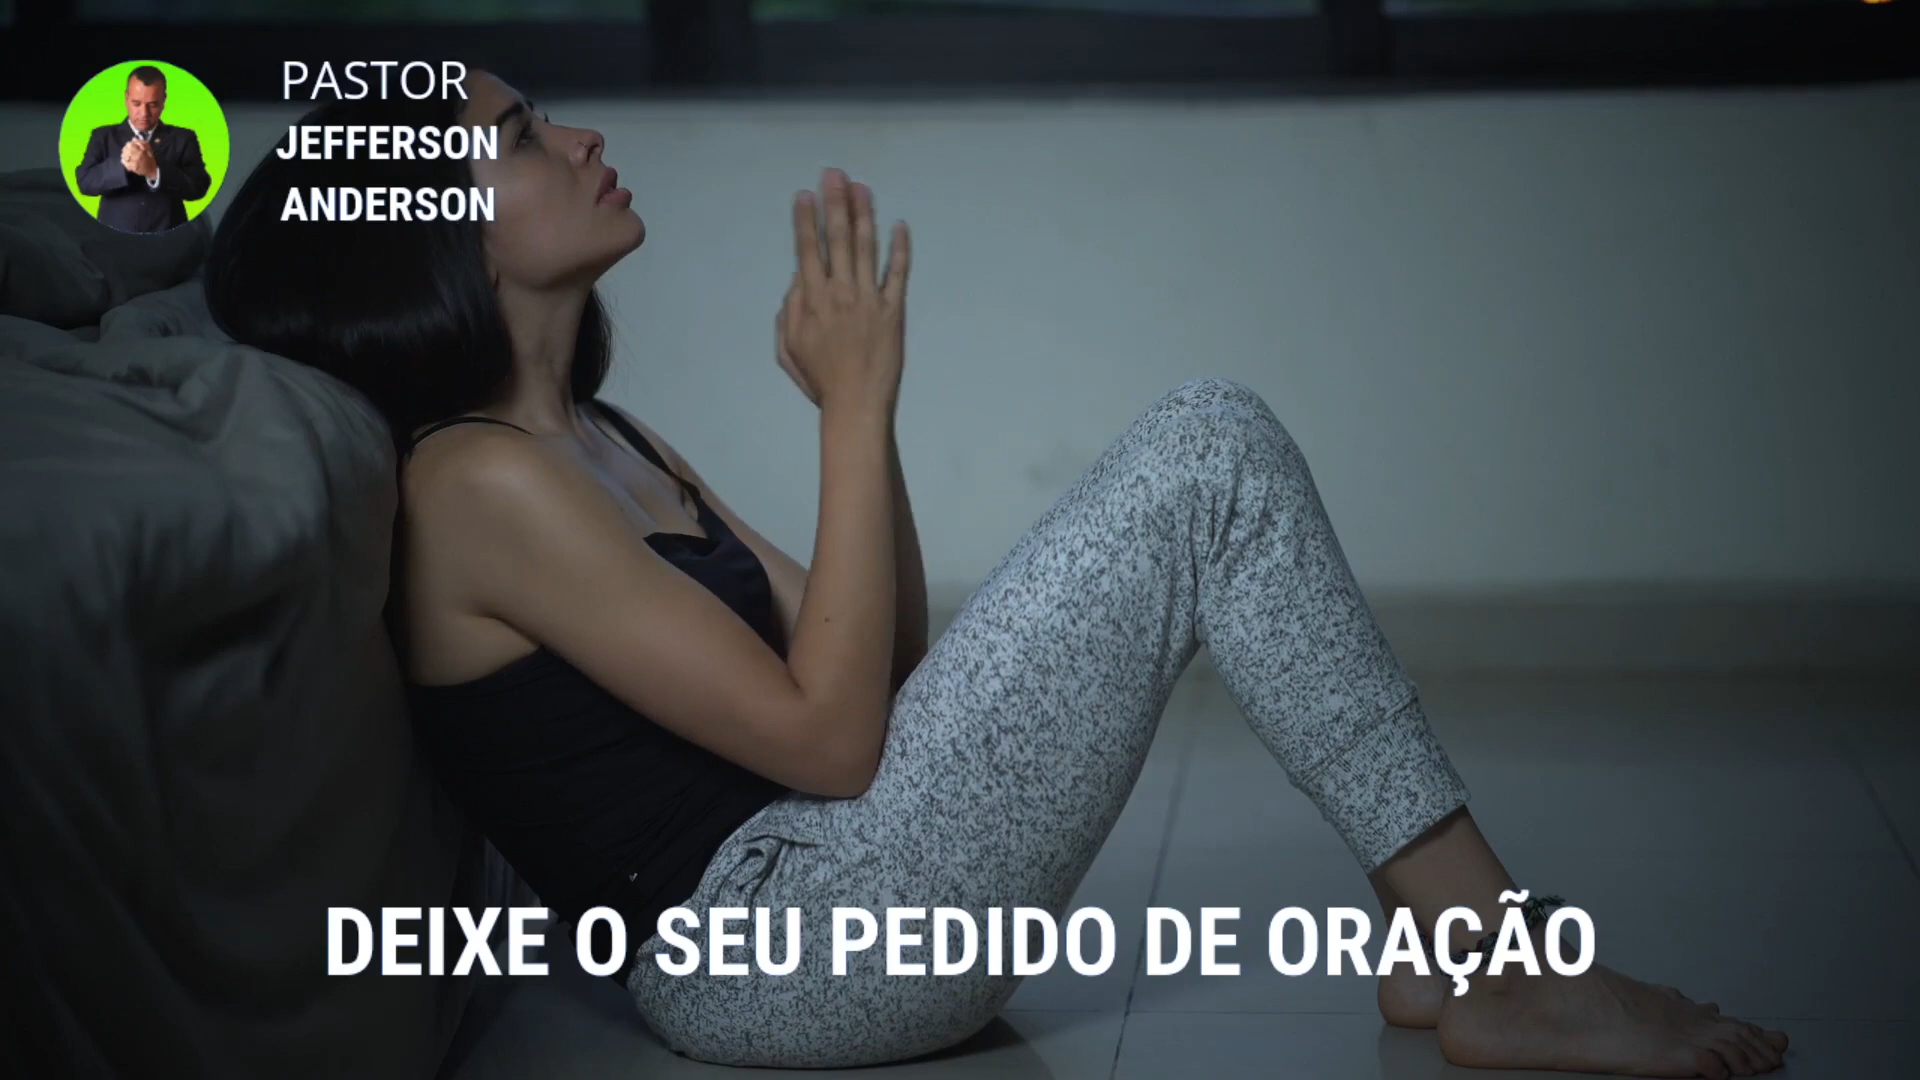 PASTOR
JEFFERSON
ANDERSON
DEIXE O SEU PEDIDO DE ORAÇÃO